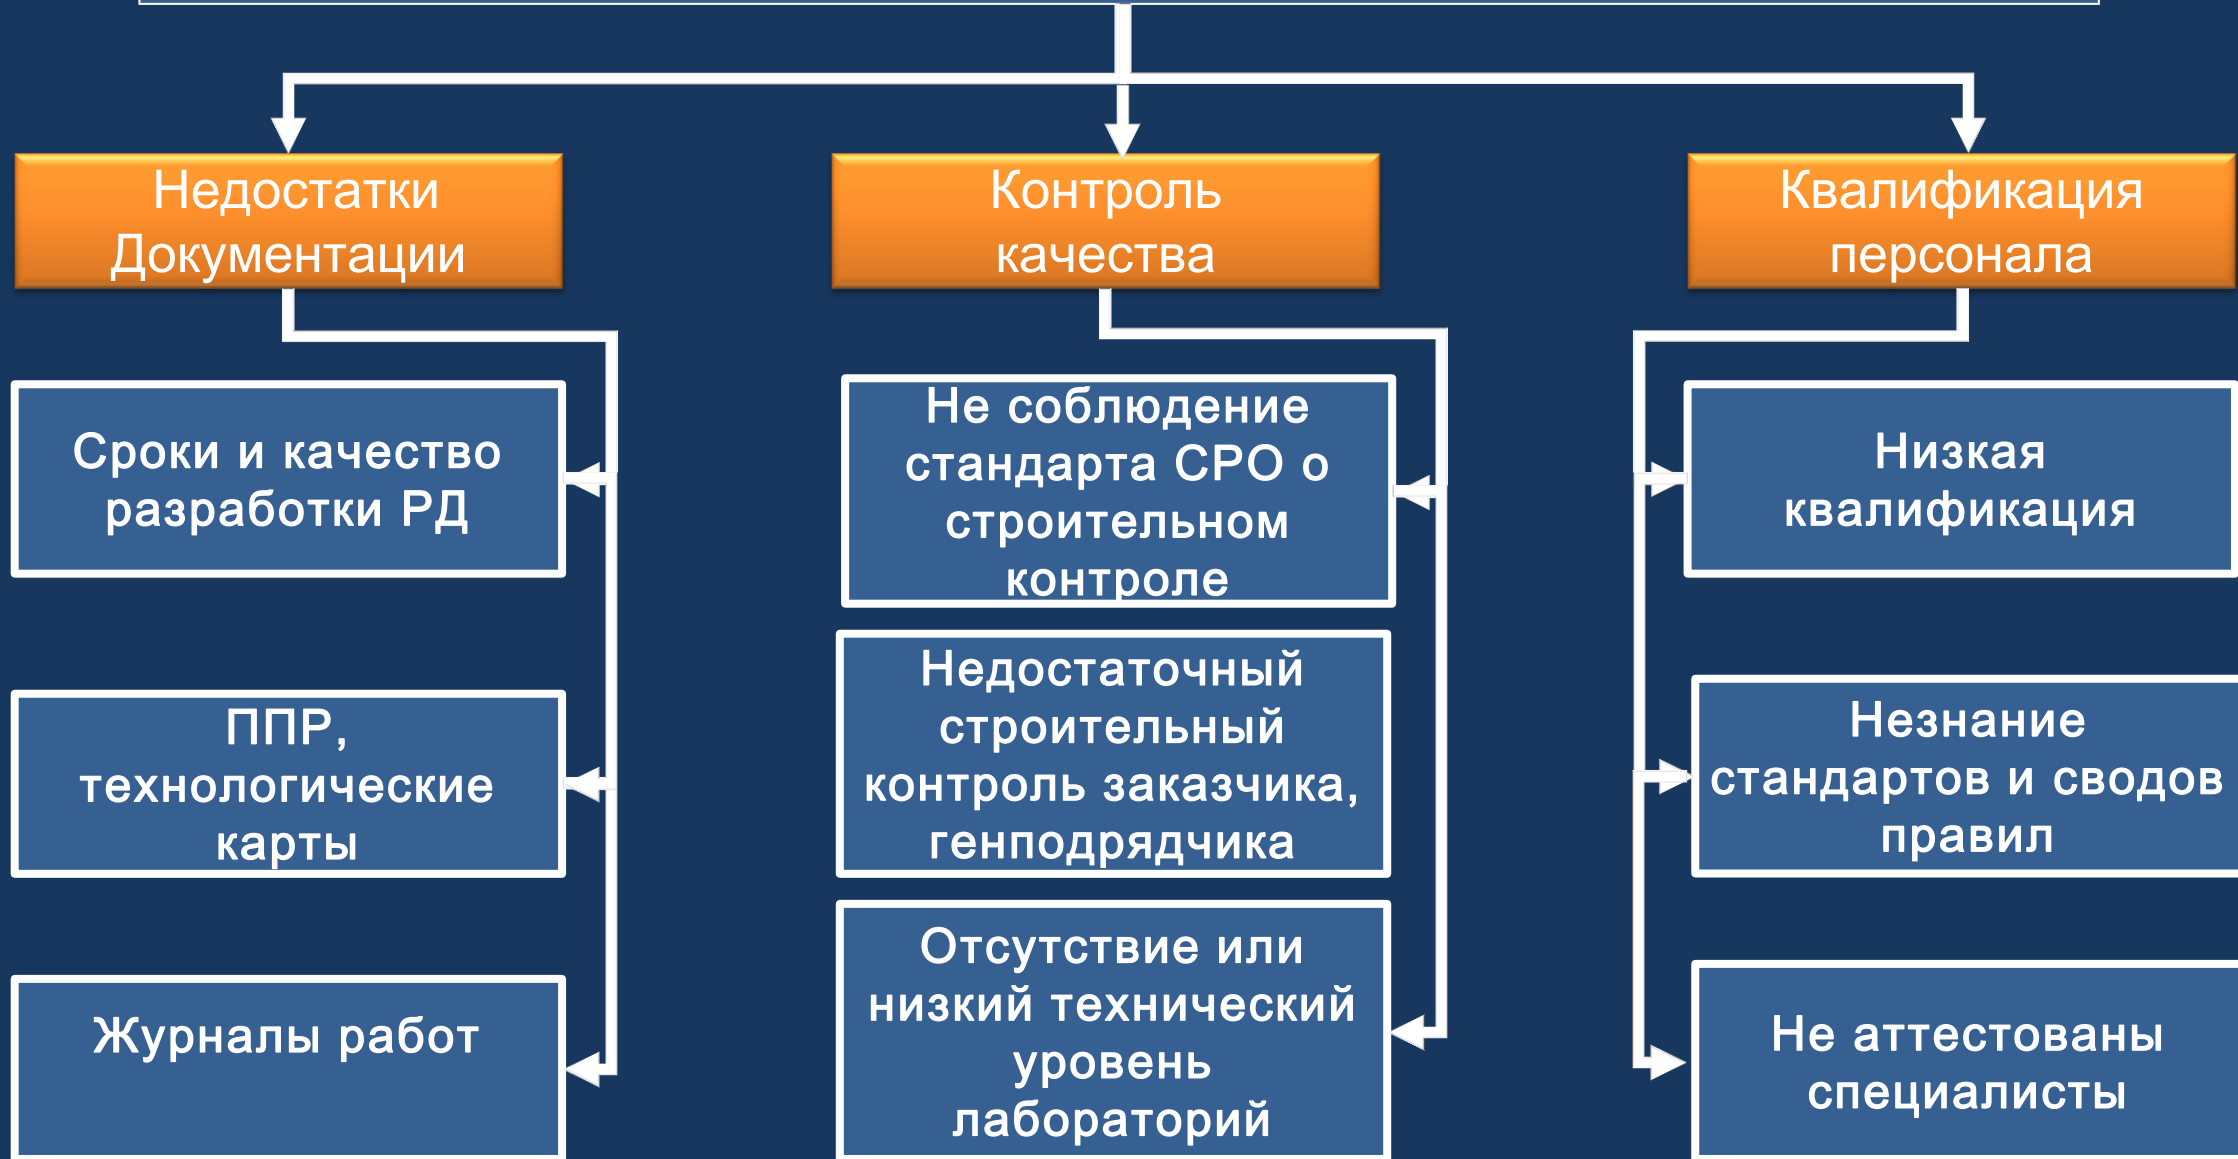 Недостатки
Документации
Контроль
качества
Квалификация
персонала
Сроки и качество
разработки РД
ППР,
технологические
карты
Журналы работ
Не соблюдение
стандарта СРО о
строительном
контроле
Недостаточный
строительный
контроль заказчика,
генподрядчика
Отсутствие или
низкий технический
уровень
лабораторий
Низкая
квалификация
Незнание
стандартов и сводов
правил
Не аттестованы
специалисты